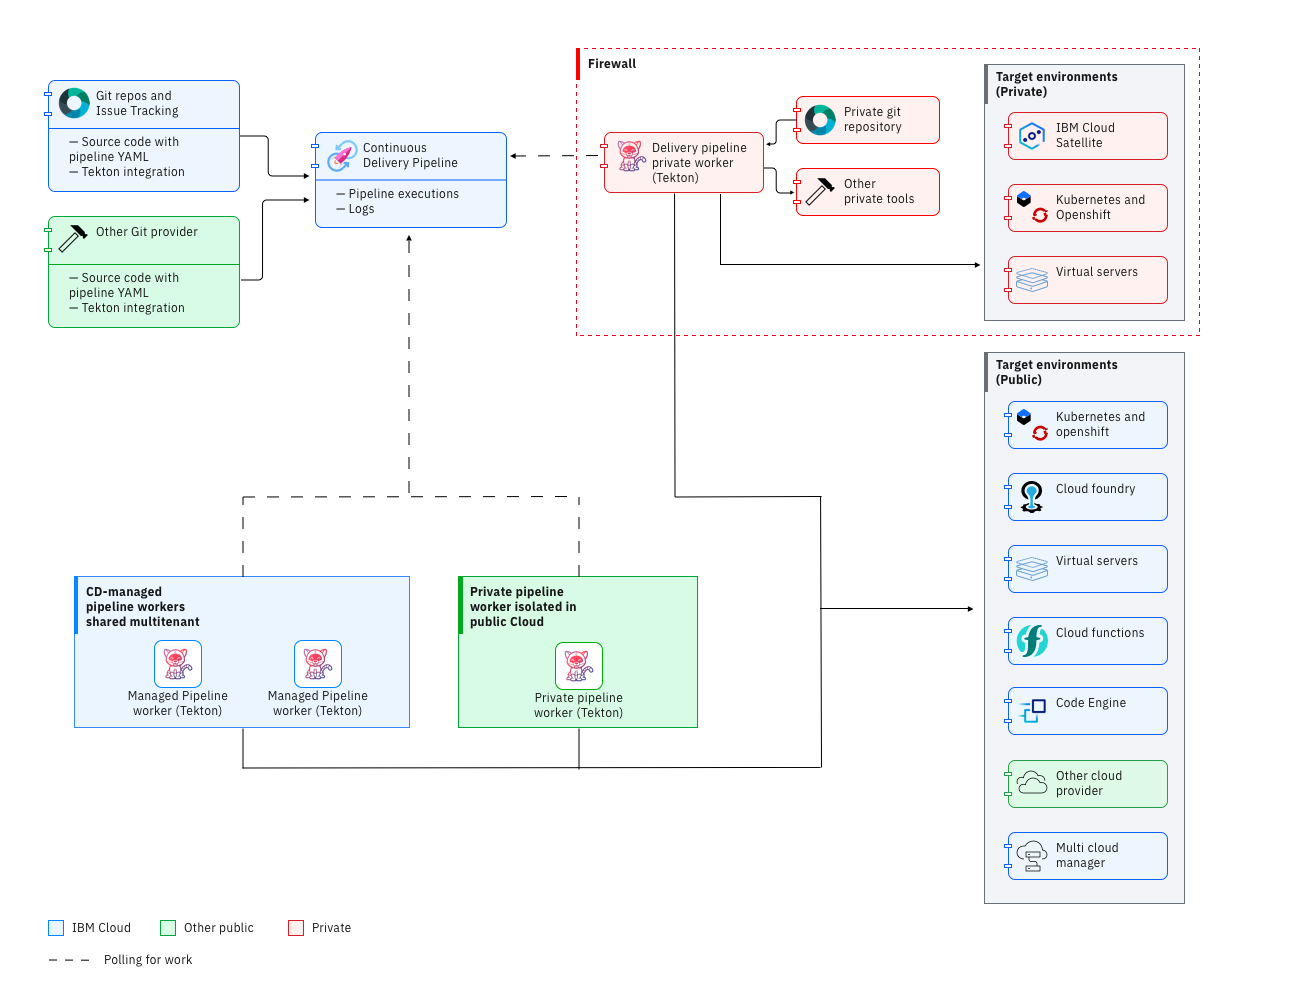 Git repos and
Issue Tracking
— Source code with
pipeline YAML
— Tekton integration
Other Git provider
— Source code with
pipeline YAML
— Tekton integration
Continuous
Delivery Pipeline
— Pipeline executions
— Logs
Firewall
Delivery pipeline
private worker
(Tekton)
Private git
repository
Other
private tools
Target environments
(Private)
IBM Cloud
Satellite
Kubernetes and
Openshift
Virtual servers
Target environments
(Public)
Kubernetes and
openshift
Cloud foundry
Virtual servers
Cloud functions
Code Engine
Other cloud
provider
Multi cloud
manager
CD-managed
pipeline workers
shared multitenant
Managed Pipeline
worker (Tekton)
Managed Pipeline
worker (Tekton)
Private pipeline
worker isolated in
public Cloud
Private pipeline
worker (Tekton)
IBM Cloud
Other public
Private
Polling for work